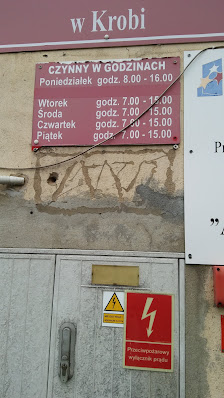 w Krobi
CZYNNY W GODZINACH
Poniedziałek godz. 8.00 - 16.00
Wtorek godz. 7.00 - 15.00
Środa godz. 7.00 - 15.00
Czwartek godz. 7.00 - 15.00
Piątek godz. 7.00 - 15.00
Przeciwpożarowy
wyłącznik prądu